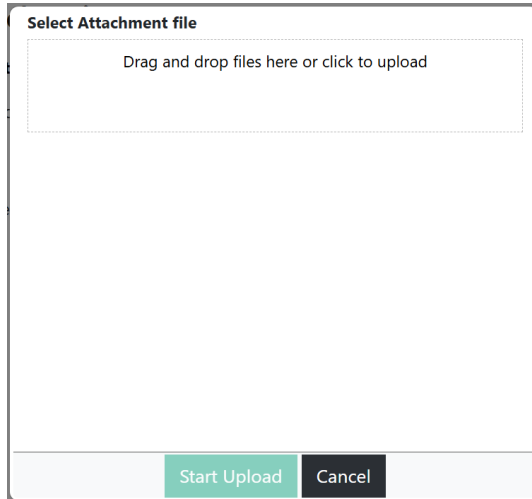 Select Attachment file
Drag and drop files here or click to upload
Start Upload
Cancel